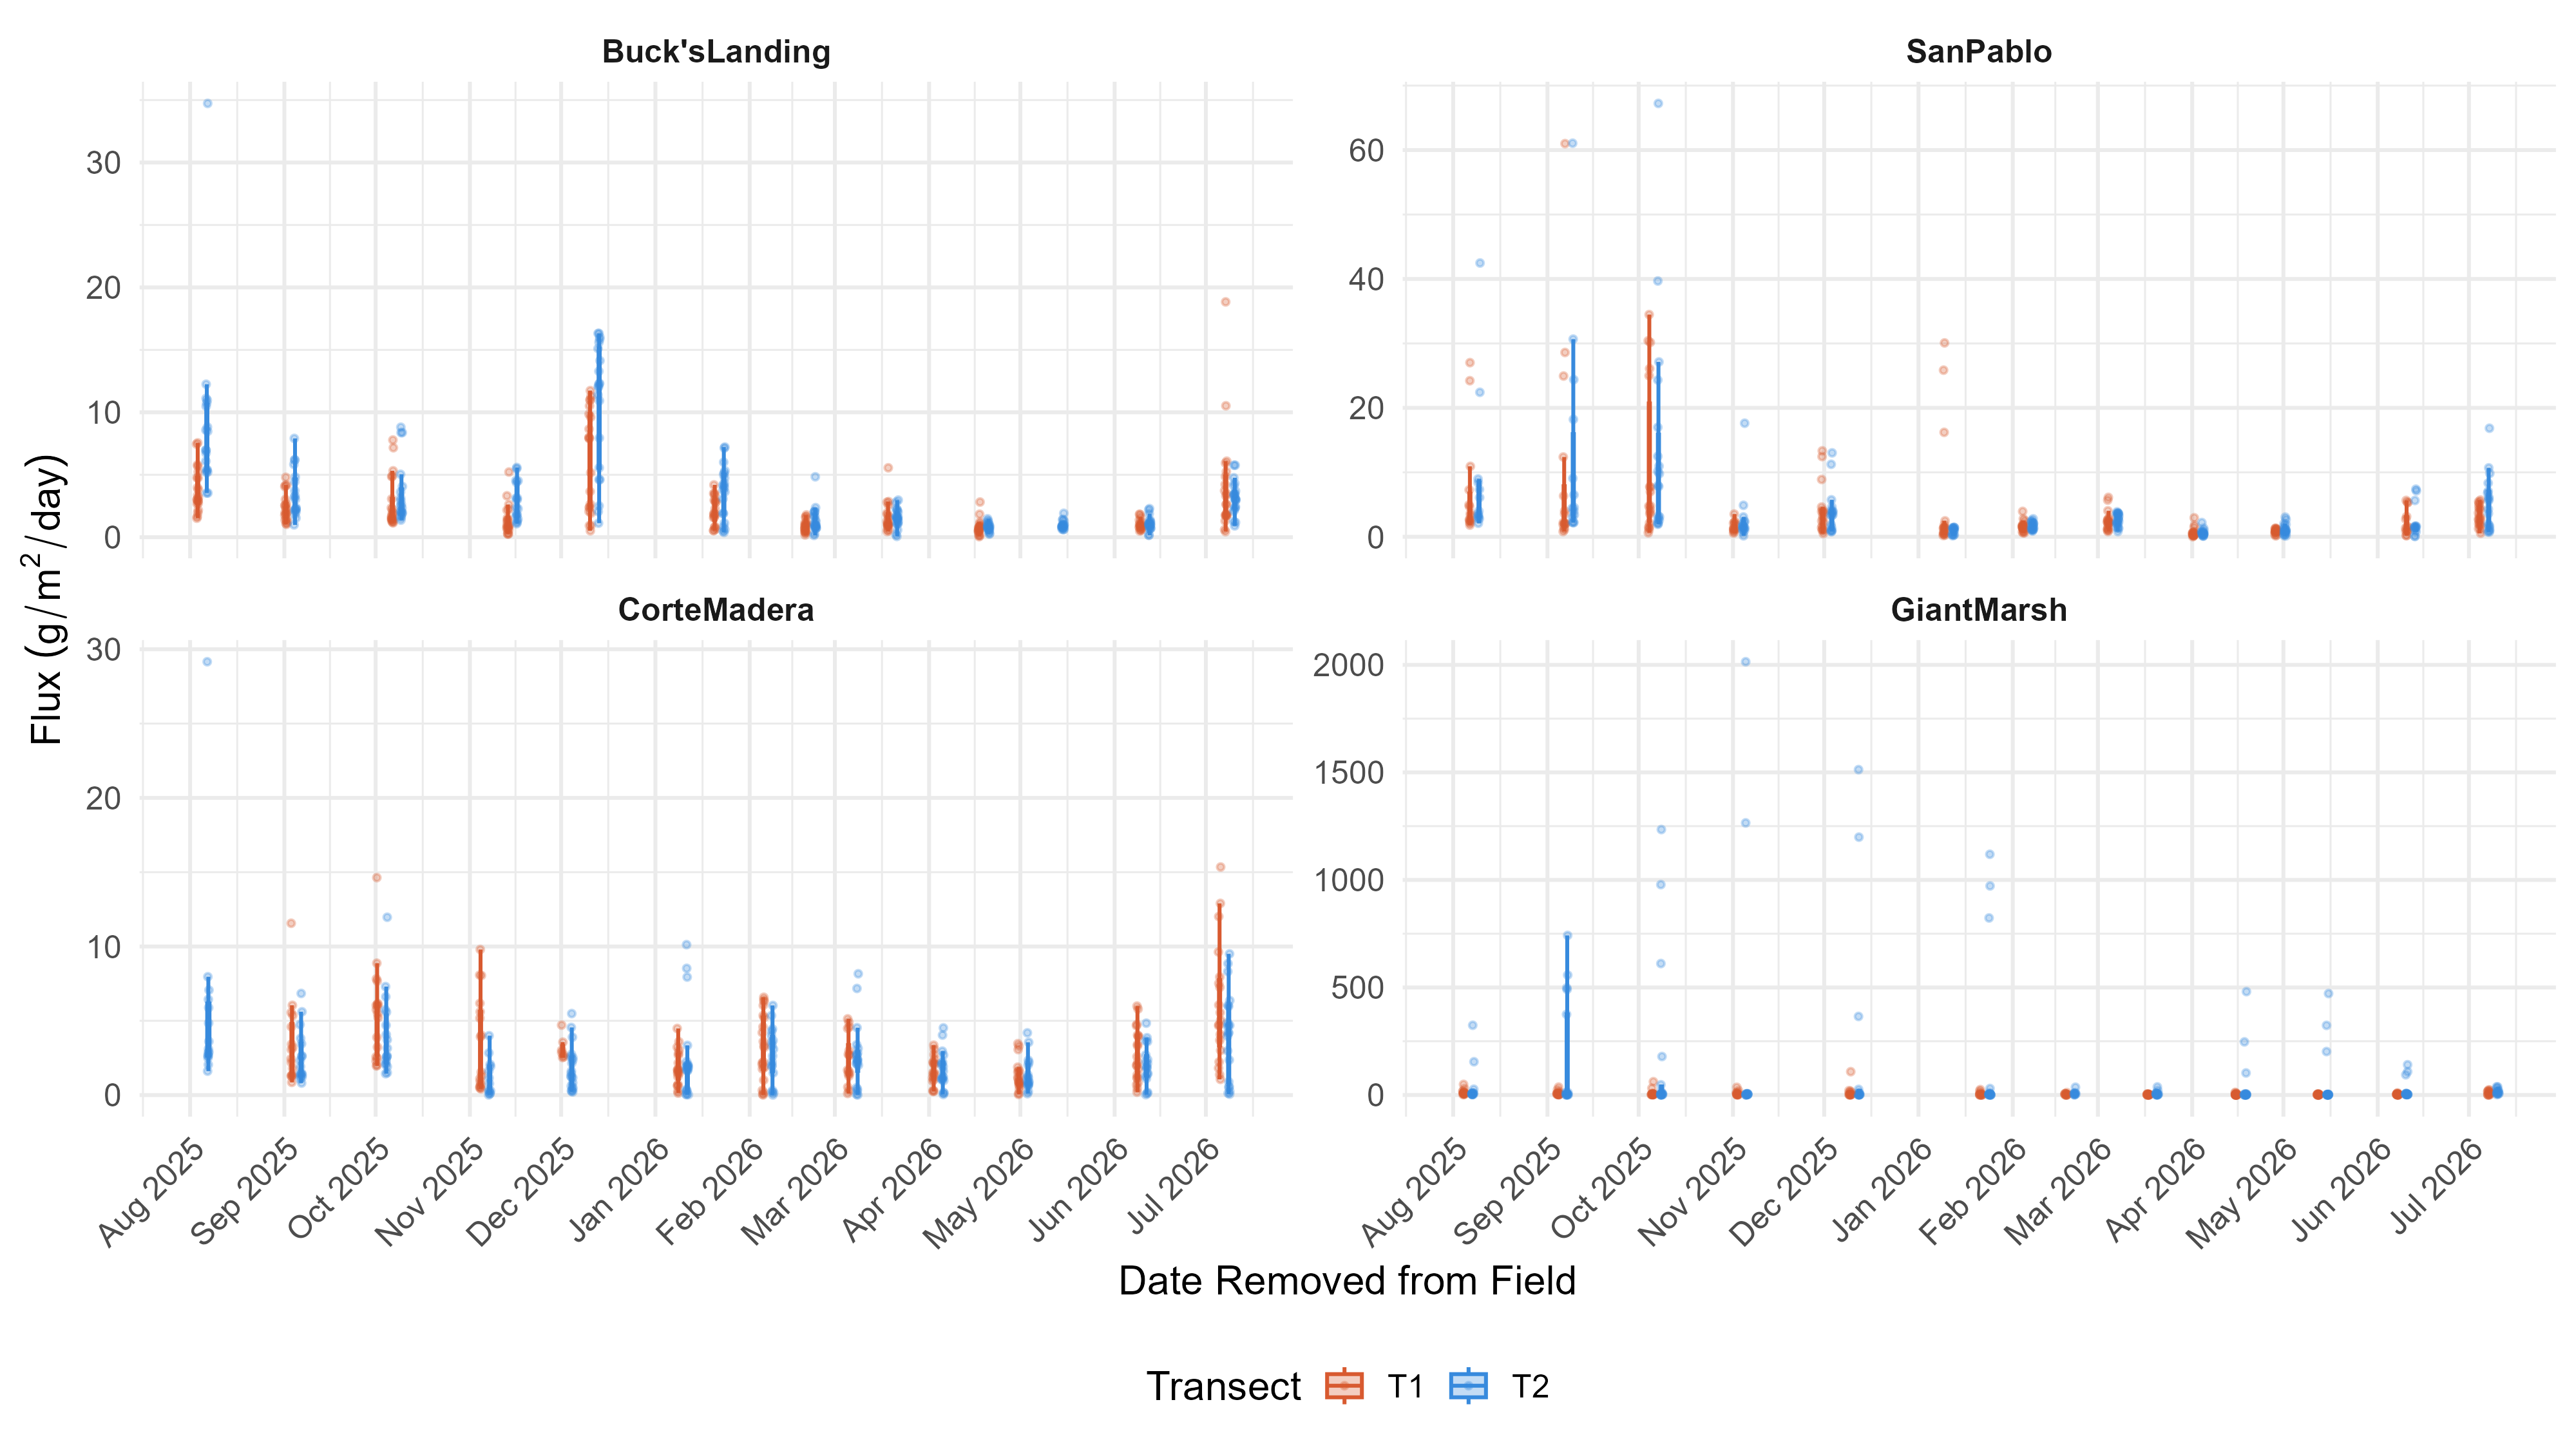 Buck'sLanding
SanPablo
30
20
10
0
60
40
20
0
CorteMadera
GiantMarsh
30
20
10
0
2000
1500
1000
500
0
Flux (g/m²/day)
Aug 2025
Sep 2025
Oct 2025
Nov 2025
Dec 2025
Jan 2026
Feb 2026
Mar 2026
Apr 2026
May 2026
Jun 2026
Jul 2026
Aug 2025
Sep 2025
Oct 2025
Nov 2025
Dec 2025
Jan 2026
Feb 2026
Mar 2026
Apr 2026
May 2026
Jun 2026
Jul 2026
Date Removed from Field
Transect T1 T2